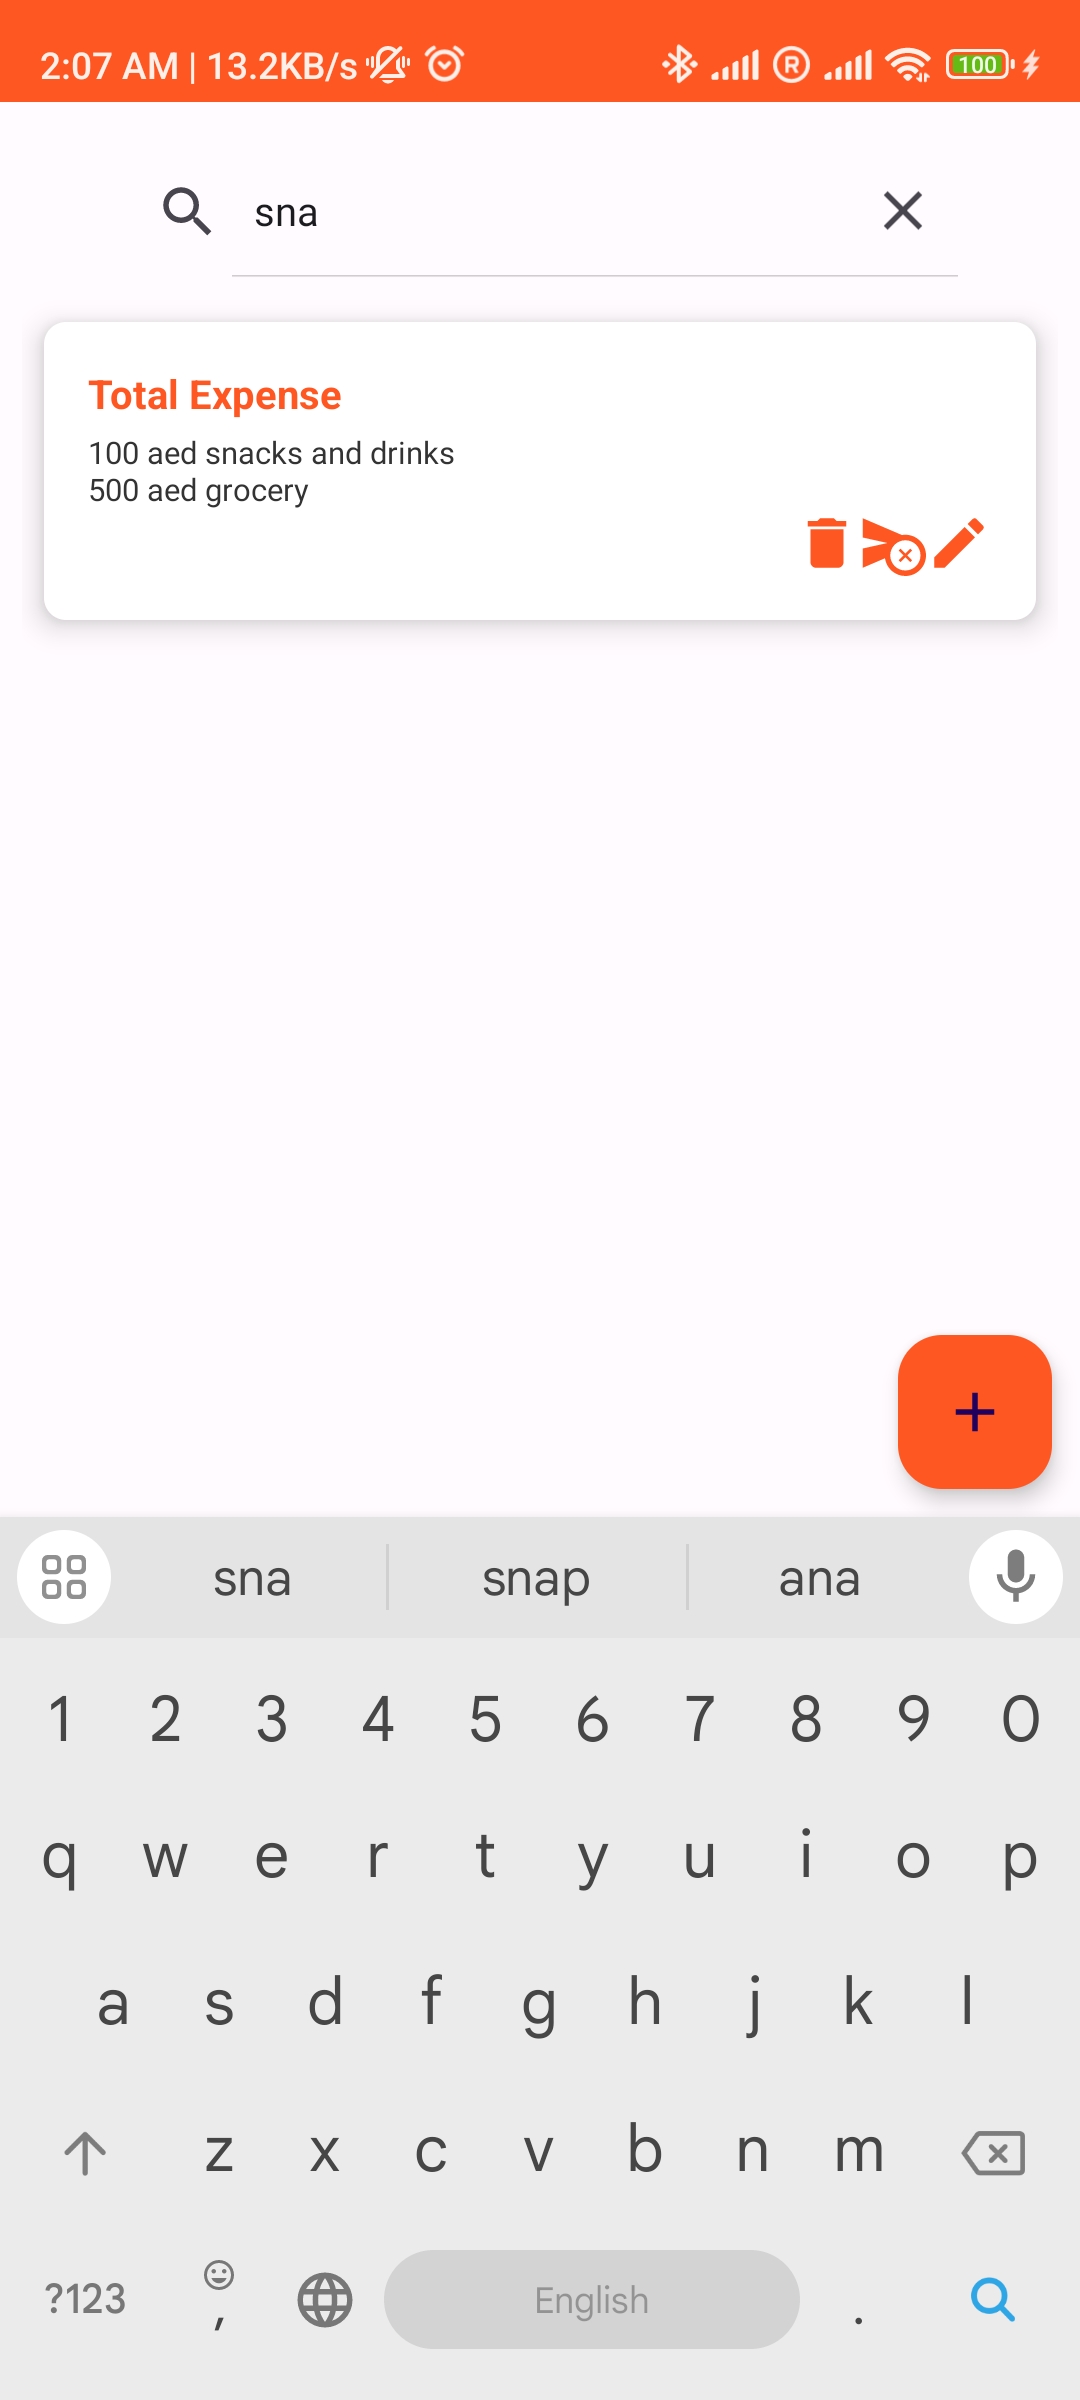 2:07 AM | 13.2KB/s
R
100
sna
Total Expense
100 aed snacks and drinks
500 aed grocery
sna snap ana
1 2 3 4 5 6 7 8 9 0
q w e r t y u i o p
a s d f g h j k l
z x c v b n m
?123 , English .